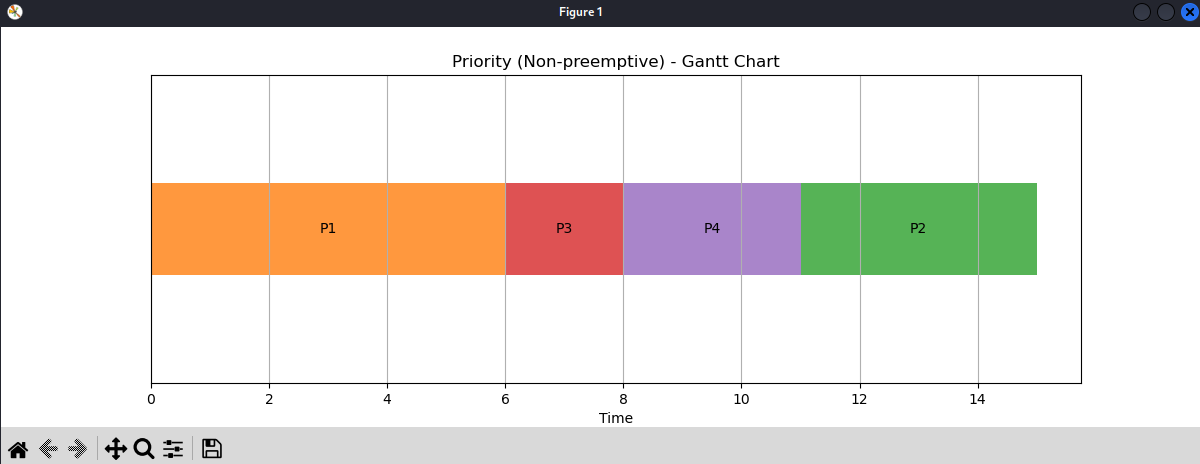 Figure 1
Priority (Non-preemptive) - Gantt Chart
P1 P3 P4 P2
0 2 4 6 8 10 12 14
Time